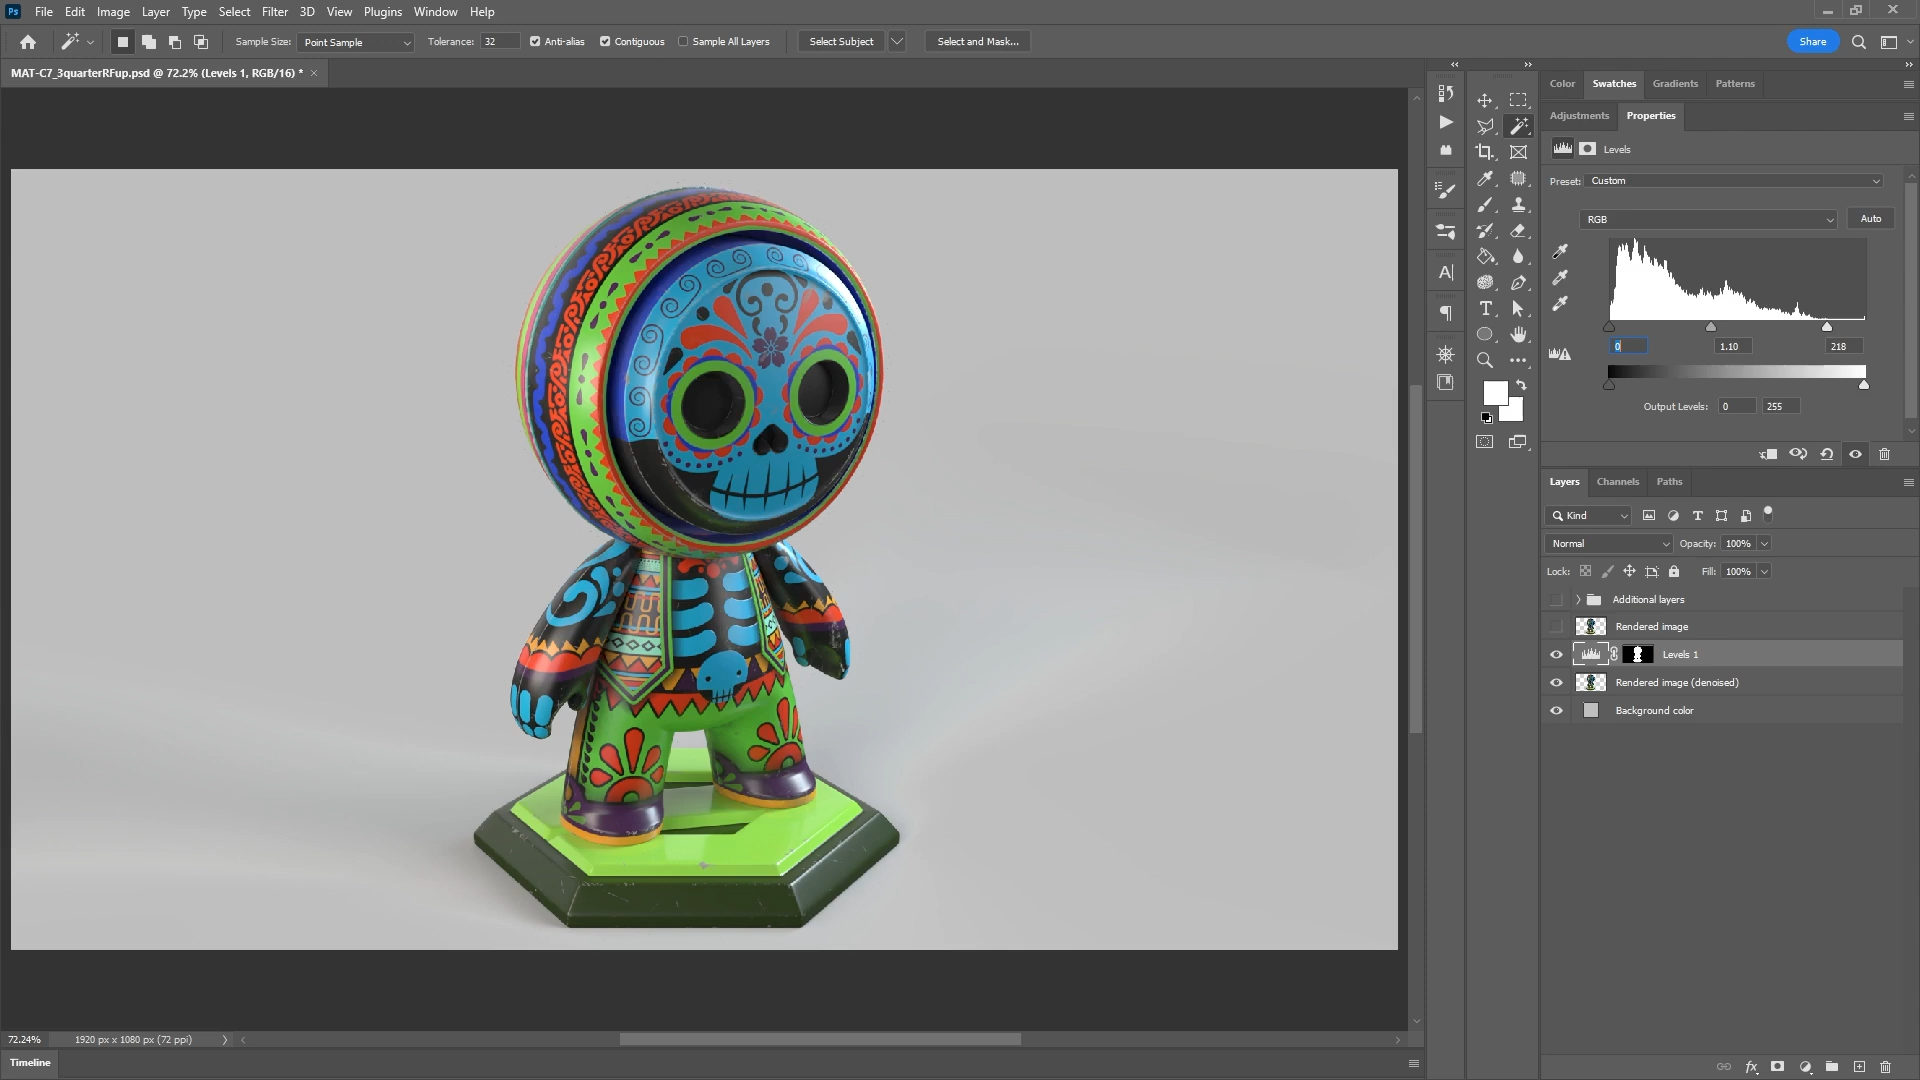 Ps File Edit Image Layer Type Select Filter 3D View Plugins Window Help
Sample Size: Point Sample Tolerance: 32 Anti-alias Contiguous Sample All Layers Select Subject Select and Mask... Share
MAT-C7_3quarterRFup.psd @ 72.2% (Levels 1, RGB/16) * ×
Color Swatches Gradients Patterns
Adjustments Properties
Levels
Preset: Custom
RGB Auto
0 1.10 218
Output Levels: 0 255
Layers Channels Paths
Kind
Normal Opacity: 100%
Lock: Fill: 100%
Additional layers
Rendered image
Levels 1
Rendered image (denoised)
Background color
72.24% 1920 px x 1080 px (72 ppi)
Timeline